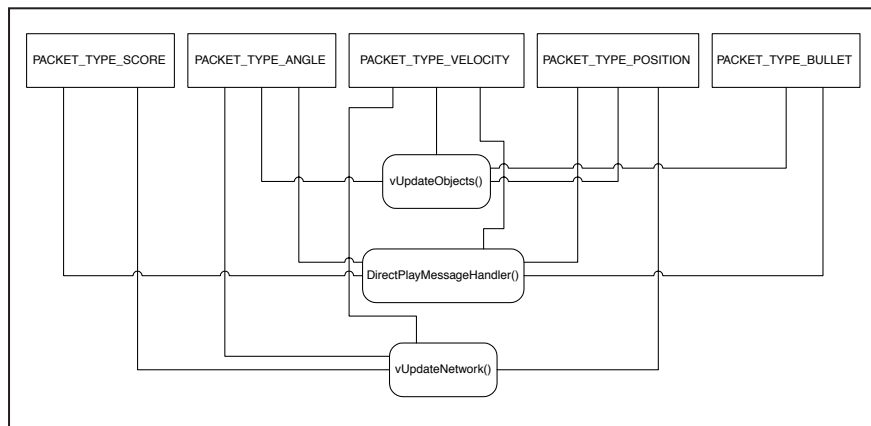 PACKET_TYPE_SCORE
PACKET_TYPE_ANGLE
PACKET_TYPE_VELOCITY
PACKET_TYPE_POSITION
PACKET_TYPE_BULLET
vUpdateObjects()
DirectPlayMessageHandler()
vUpdateNetwork()